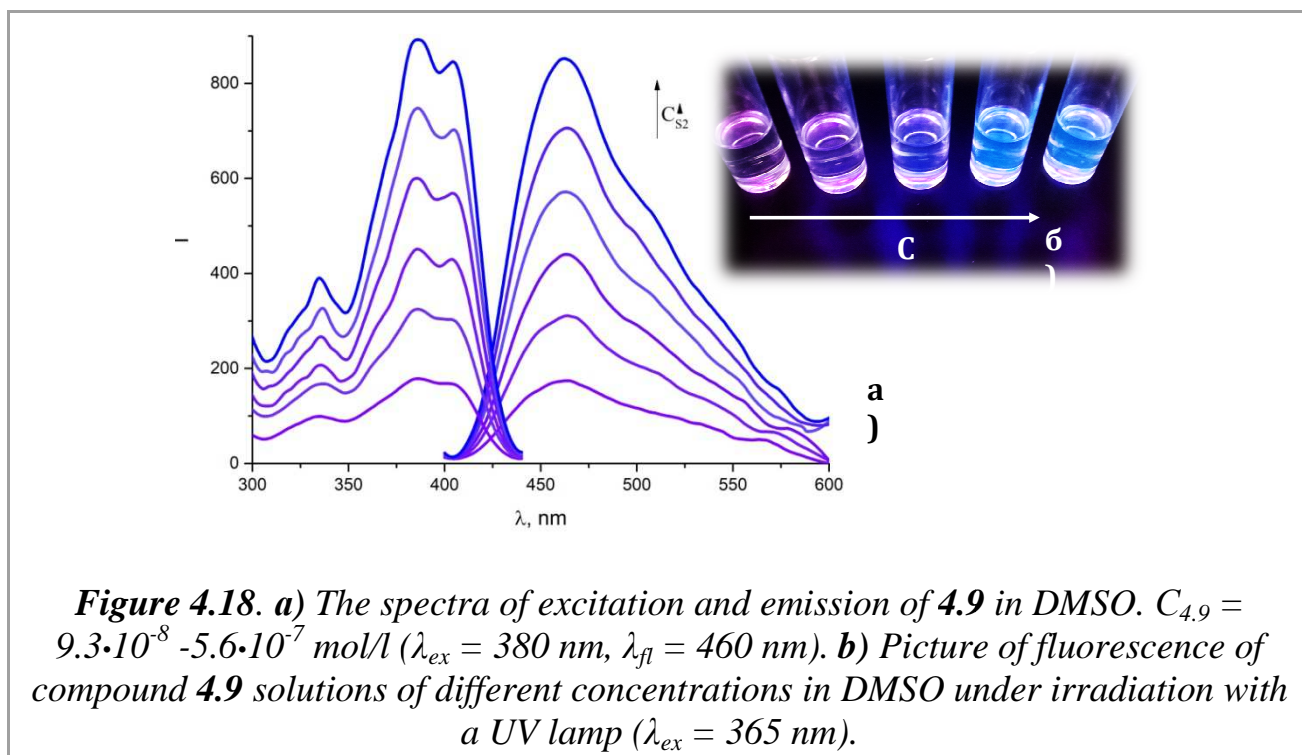 800
600
400
200
0
I
300
350
400
450
500
550
600
λ, nm
C_S2
C
б
)
а
)
Figure 4.18. a) The spectra of excitation and emission of 4.9 in DMSO. C₄.₉ =
9.3·10⁻⁸ -5.6·10⁻⁷ mol/l (λₑₓ = 380 nm, λ_fl = 460 nm). b) Picture of fluorescence of
compound 4.9 solutions of different concentrations in DMSO under irradiation with
a UV lamp (λₑₓ = 365 nm).